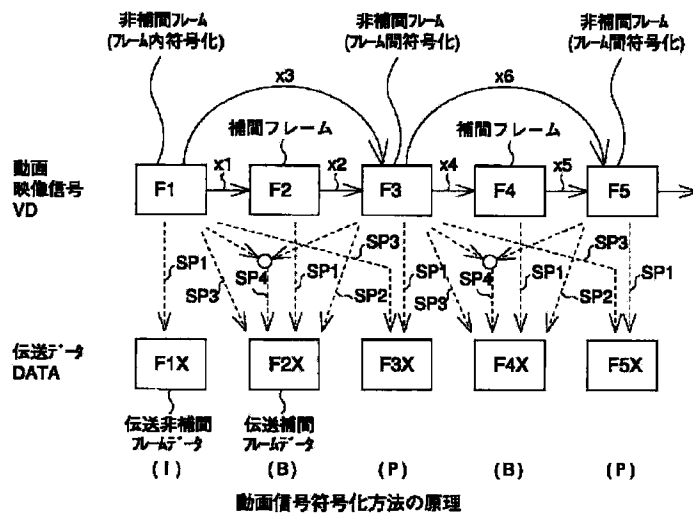 非補間フレーム
(フレーム内符号化)
非補間フレーム
(フレーム間符号化)
非補間フレーム
(フレーム間符号化)
x3
x6
補間フレーム
補間フレーム
動画
映像信号
VD
F1
x1
F2
x2
F3
x4
F4
x5
F5
SP1
SP3
SP4
SP1
SP3
SP2
SP1
SP3
SP4
SP1
SP3
SP2
SP1
伝送データ
DATA
F1X
F2X
F3X
F4X
F5X
伝送非補間
フレームデータ
伝送補間
フレームデータ
(I)
(B)
(P)
(B)
(P)
動画信号符号化方法の原理